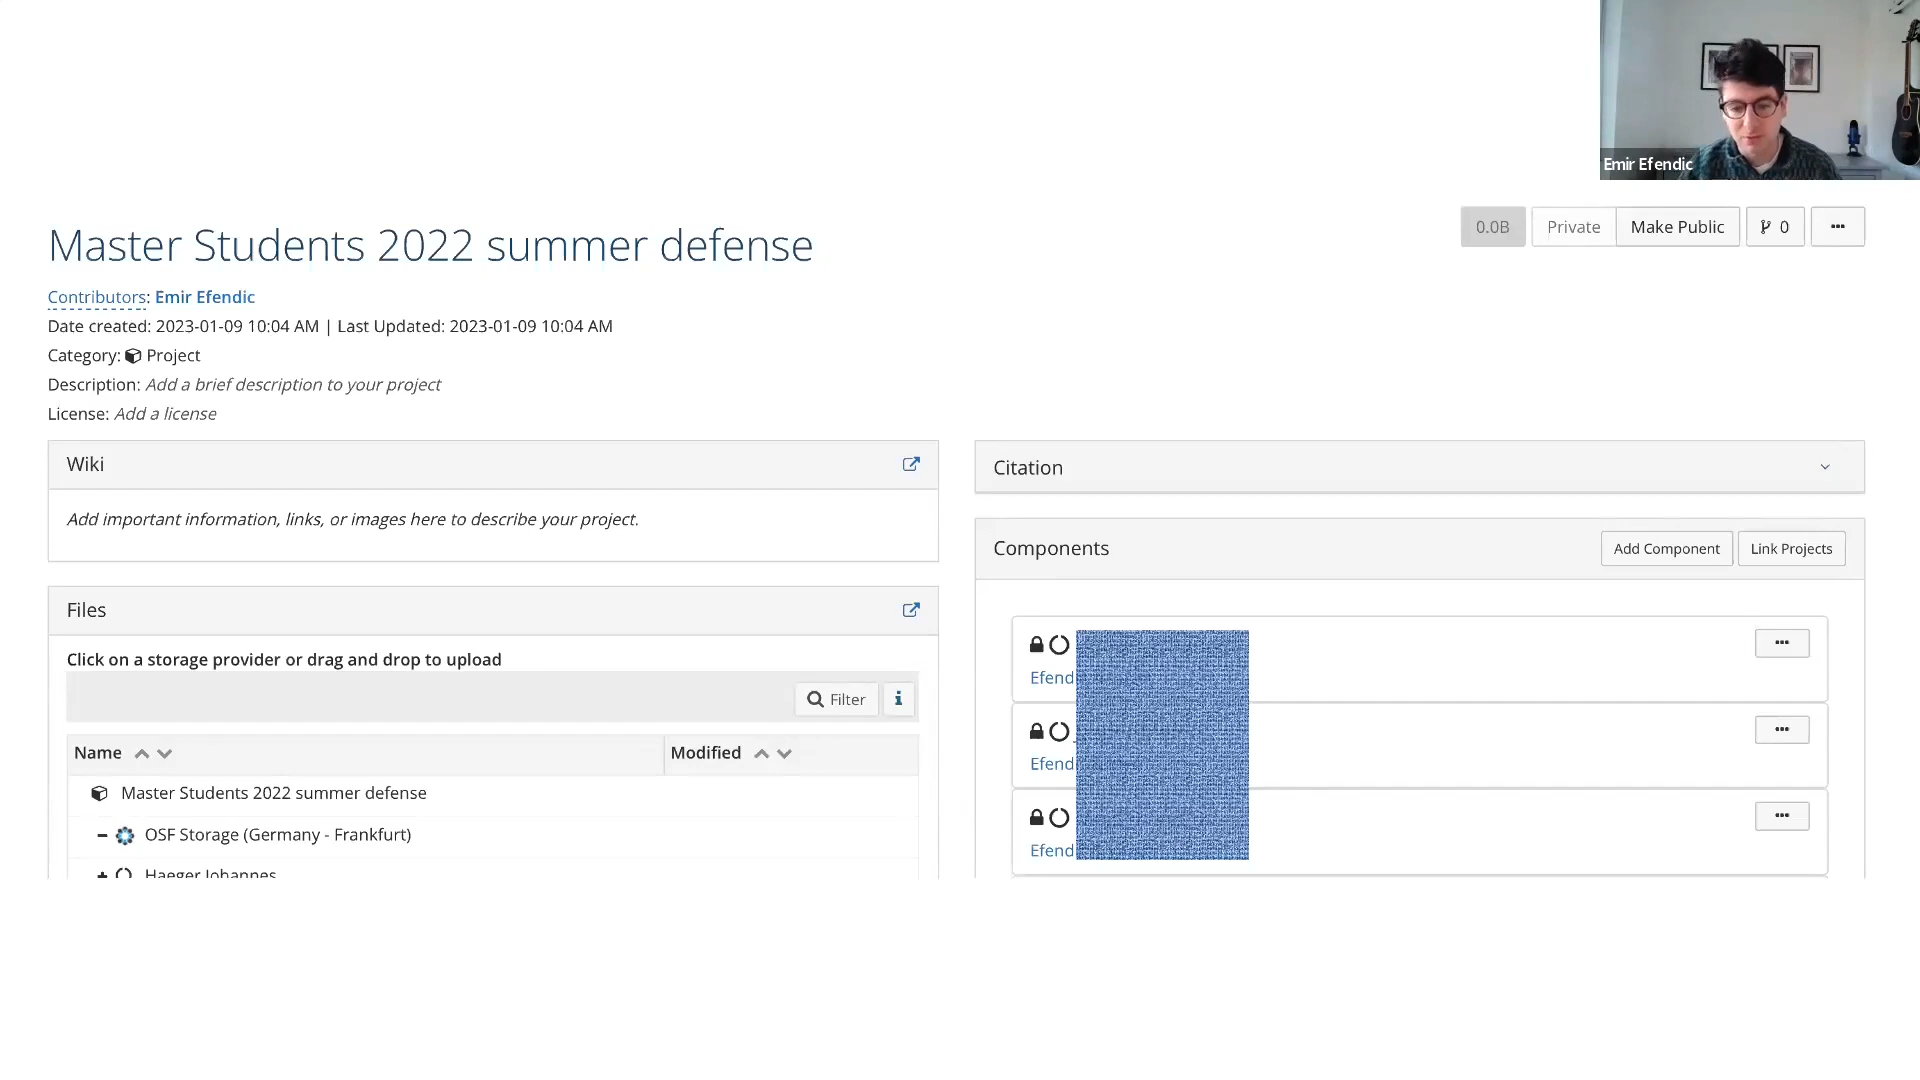 Emir Efendic
0.0B Private Make Public 0
Master Students 2022 summer defense
Contributors: Emir Efendic
Date created: 2023-01-09 10:04 AM | Last Updated: 2023-01-09 10:04 AM
Category: Project
Description: Add a brief description to your project
License: Add a license
Wiki
Add important information, links, or images here to describe your project.
Files
Click on a storage provider or drag and drop to upload
Filter
Name Modified
Master Students 2022 summer defense
OSF Storage (Germany - Frankfurt)
Haeger Johannes
Citation
Components Add Component Link Projects
Efend
Efend
Efend